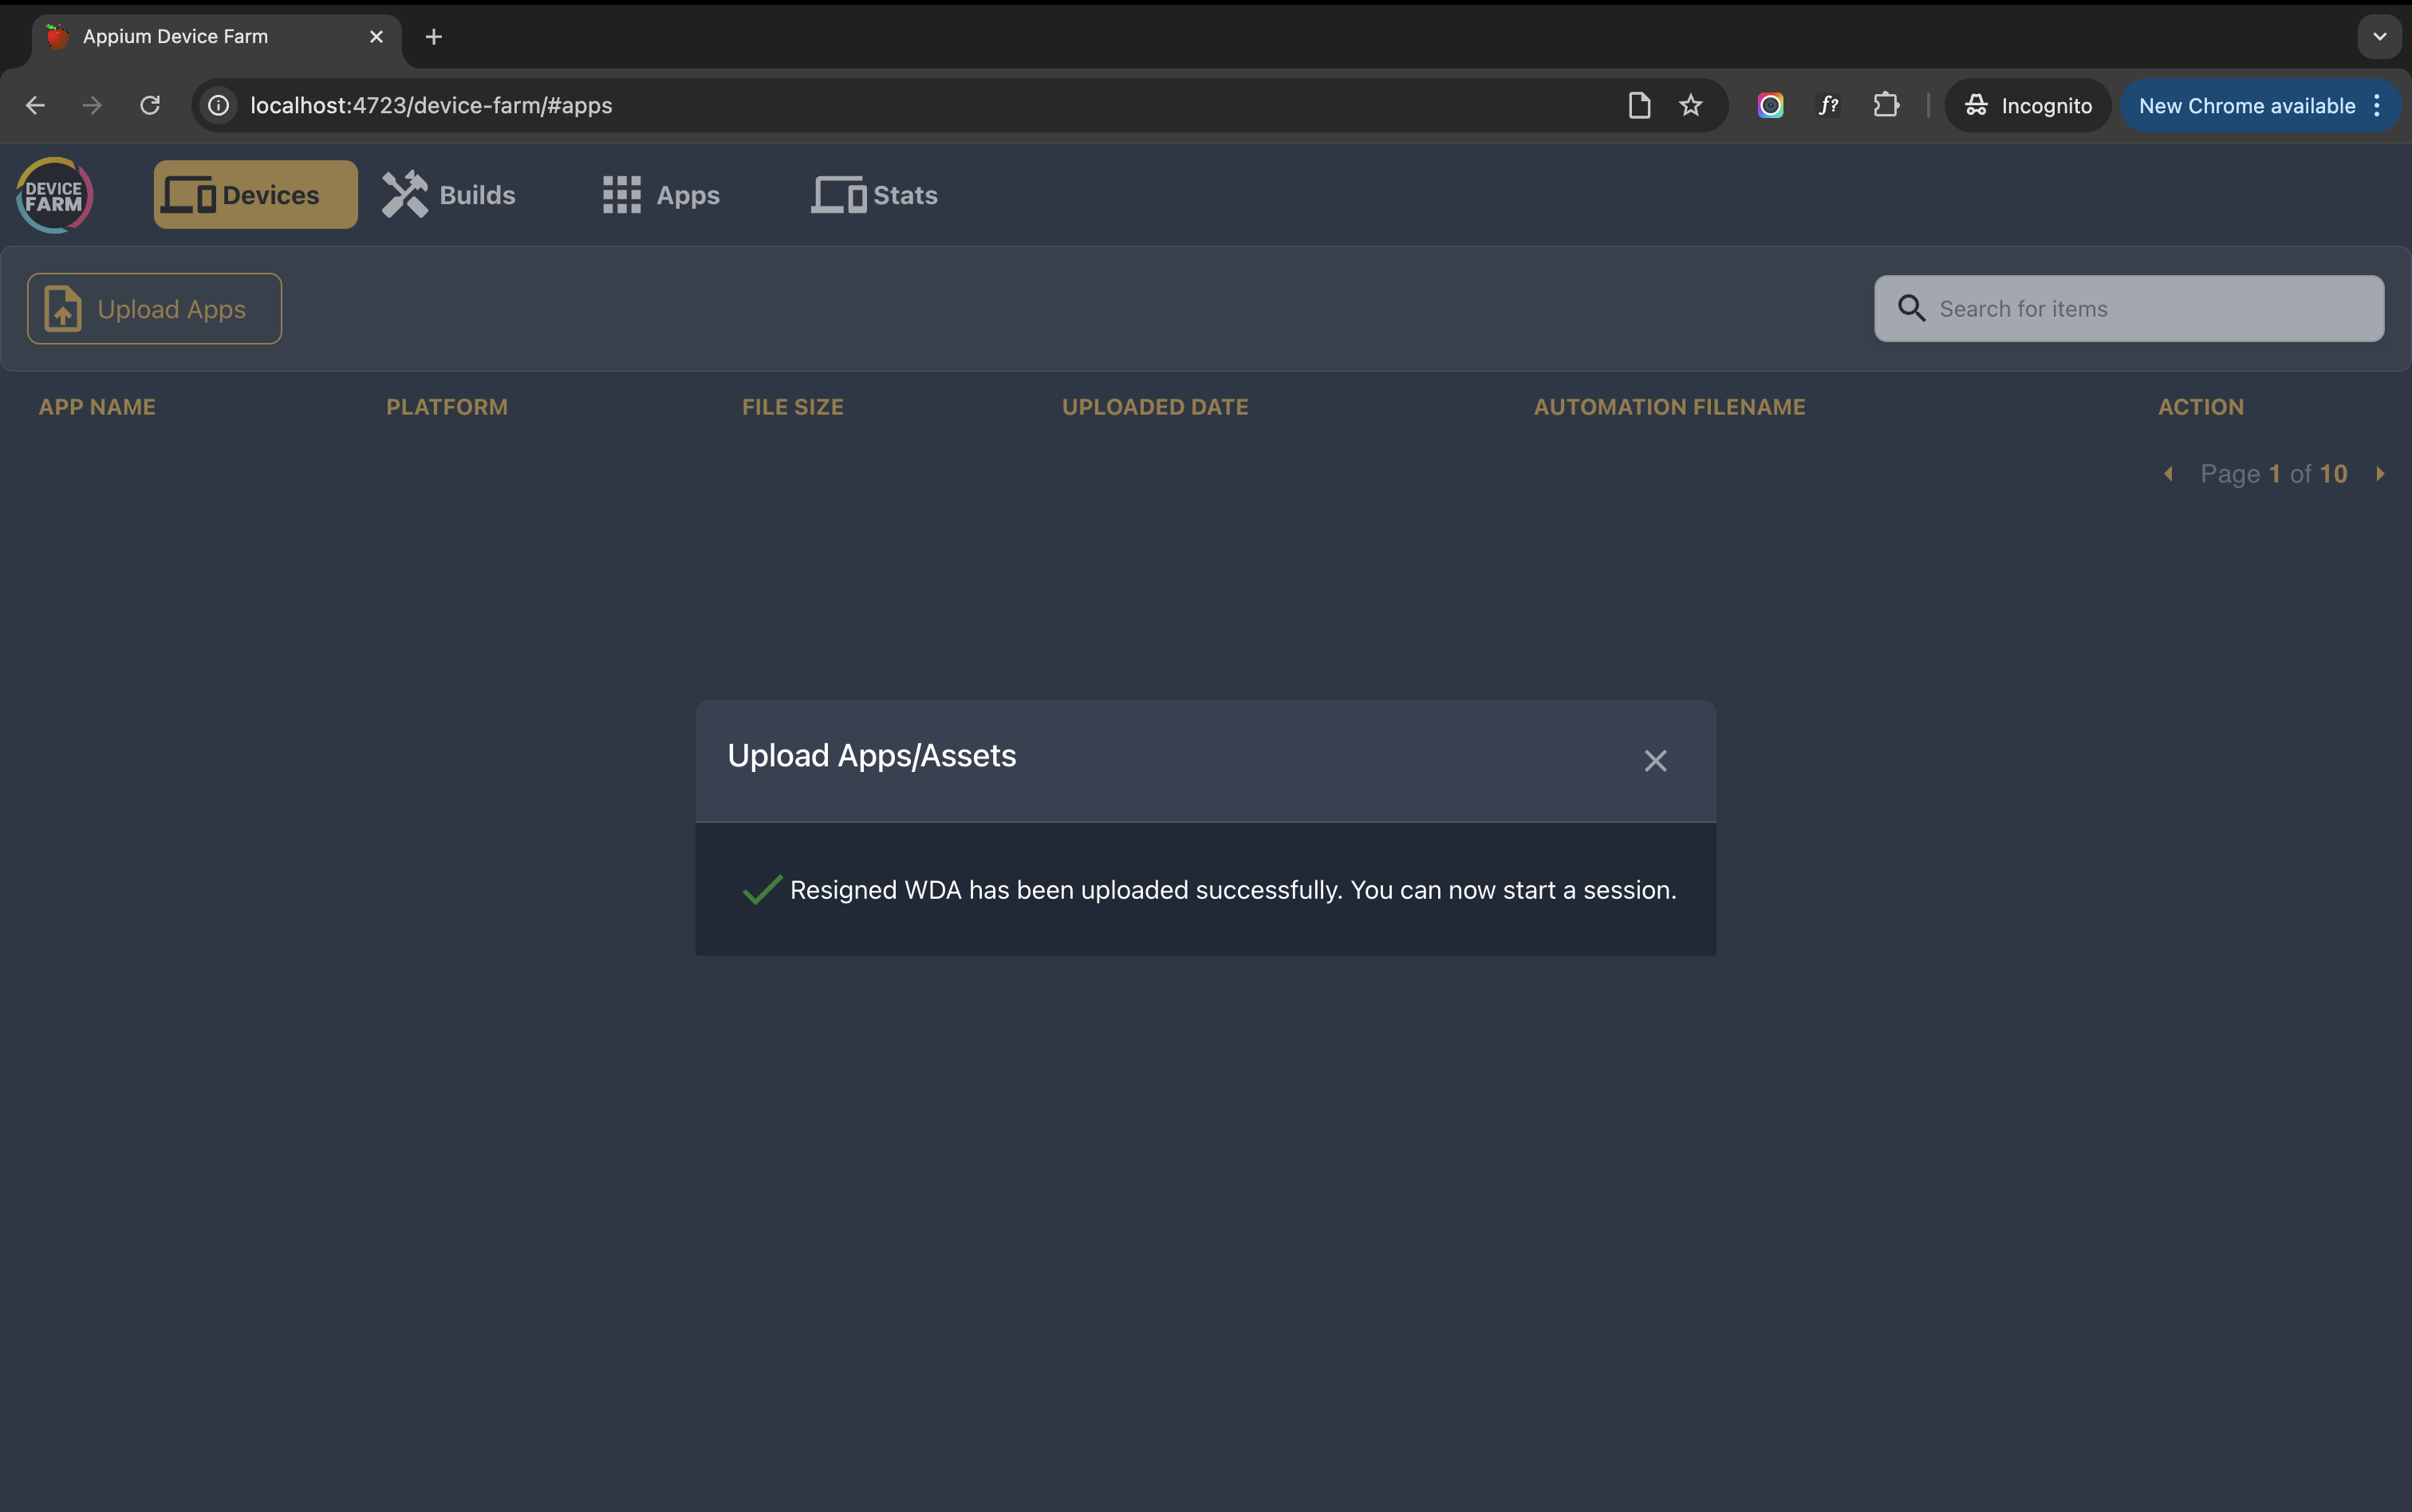 Appium Device Farm
localhost:4723/device-farm/#apps
f?
Incognito
New Chrome available
DEVICE
FARM
Devices
Builds
Apps
Stats
Upload Apps
Search for items
APP NAME
PLATFORM
FILE SIZE
UPLOADED DATE
AUTOMATION FILENAME
ACTION
Page 1 of 10
Upload Apps/Assets
Resigned WDA has been uploaded successfully. You can now start a session.